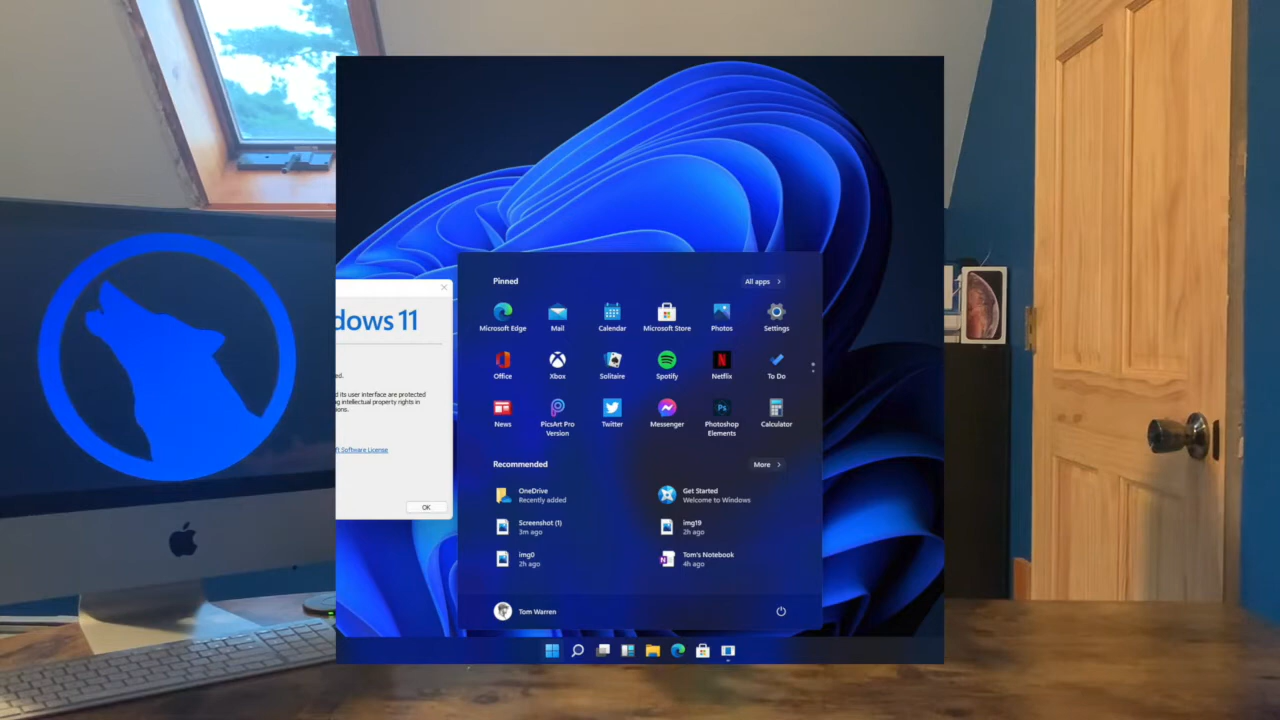 dows 11
d.
d its user interface are protected
g intellectual property rights in
ons.
ft Software License
OK
Pinned
All apps
Microsoft Edge
Mail
Calendar
Microsoft Store
Photos
Settings
Office
Xbox
Solitaire
Spotify
Netflix
To Do
News
PicsArt Pro
Version
Twitter
Messenger
Photoshop
Elements
Calculator
Recommended
More
OneDrive
Recently added
Get Started
Welcome to Windows
Screenshot (1)
3m ago
img19
2h ago
img0
2h ago
Tom's Notebook
4h ago
Tom Warren